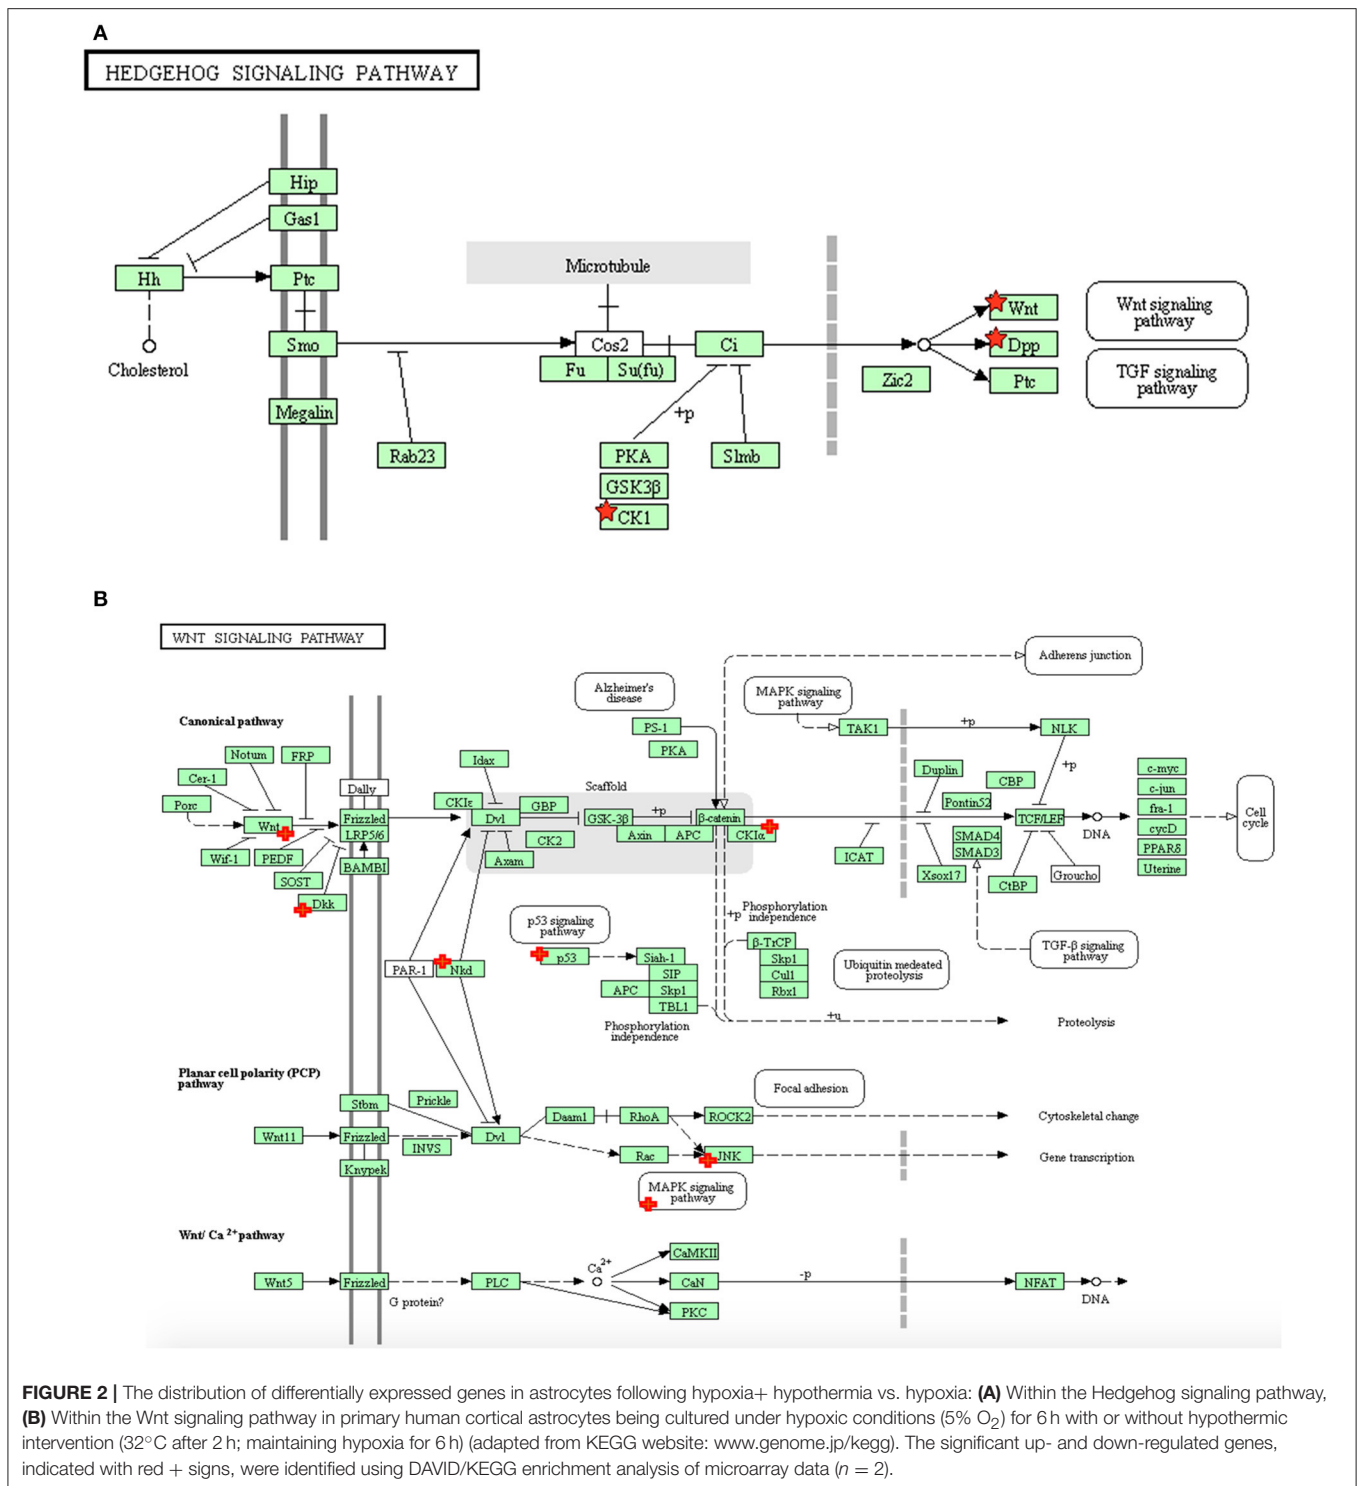 A
HEDGEHOG SIGNALING PATHWAY
Hip
Gas1
Hh
Ptc
Microtubule
Wnt
Wnt signaling
pathway
Smo
Cos2
Ci
Dpp
Cholesterol
Fu
Su(fu)
Zic2
Ptc
TGF signaling
pathway
Megalin
+p
Rab23
PKA
Slmb
GSK3β
CK1
B
WNT SIGNALING PATHWAY
Adherens junction
Alzheimer's
disease
MAPK signaling
pathway
Canonical pathway
PS-1
TAK1
+p
NLK
Notum
FRP
PKA
Idax
Cer-1
Duplin
CBP
+p
c-myc
Dally
Scaffold
c-jun
Porc
CKIε
GBP
Pontin52
fra-1
Wnt
Frizzled
Dvl
GSK-3β
+p
β-catenin
TCF/LEF
DNA
cycD
Cell
cycle
LRP5/6
CK2
Axin
APC
CKIα
SMAD4
PPARδ
Wif-1
PEDF
BAMBI
Axam
ICAT
SMAD3
Uterine
SOST
Xsox17
CtBP
Groucho
Dkk
p53 signaling
pathway
+p
Phosphorylation
independence
β-TrCP
TGF-β signaling
pathway
PAR-1
Nkd
p53
Siah-1
Skp1
Ubiquitin medeated
proteolysis
SIP
Cul1
APC
Skp1
Rbx1
TBL1
+u
Proteolysis
Phosphorylation
independence
Planar cell polarity (PCP)
pathway
Focal adhesion
Stbm
Prickle
Daam1
RhoA
ROCK2
Cytoskeletal change
Wnt11
Frizzled
INVS
Dvl
Rac
JNK
Gene transcription
Knypek
MAPK signaling
pathway
Wnt/ Ca 2+ pathway
CaMKII
Ca2+
Wnt5
Frizzled
PLC
CaN
-p
NFAT
DNA
G protein?
PKC
FIGURE 2 | The distribution of differentially expressed genes in astrocytes following hypoxia+ hypothermia vs. hypoxia: (A) Within the Hedgehog signaling pathway,
(B) Within the Wnt signaling pathway in primary human cortical astrocytes being cultured under hypoxic conditions (5% O2) for 6 h with or without hypothermic
intervention (32°C after 2 h; maintaining hypoxia for 6 h) (adapted from KEGG website: www.genome.jp/kegg). The significant up- and down-regulated genes,
indicated with red + signs, were identified using DAVID/KEGG enrichment analysis of microarray data (n = 2).